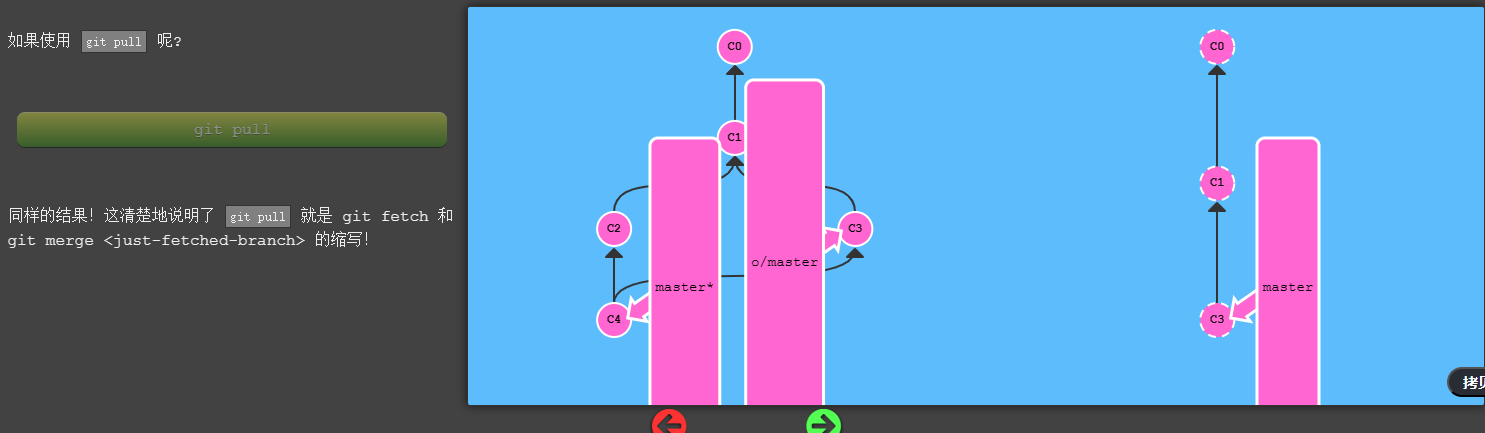 如果使用 git pull 呢?
git pull
同样的结果！这清楚地说明了 git pull 就是 git fetch 和
git merge <just-fetched-branch> 的缩写！
C0
C1
C2
C3
C4
o/master
master*
C0
C1
C3
master
拷贝